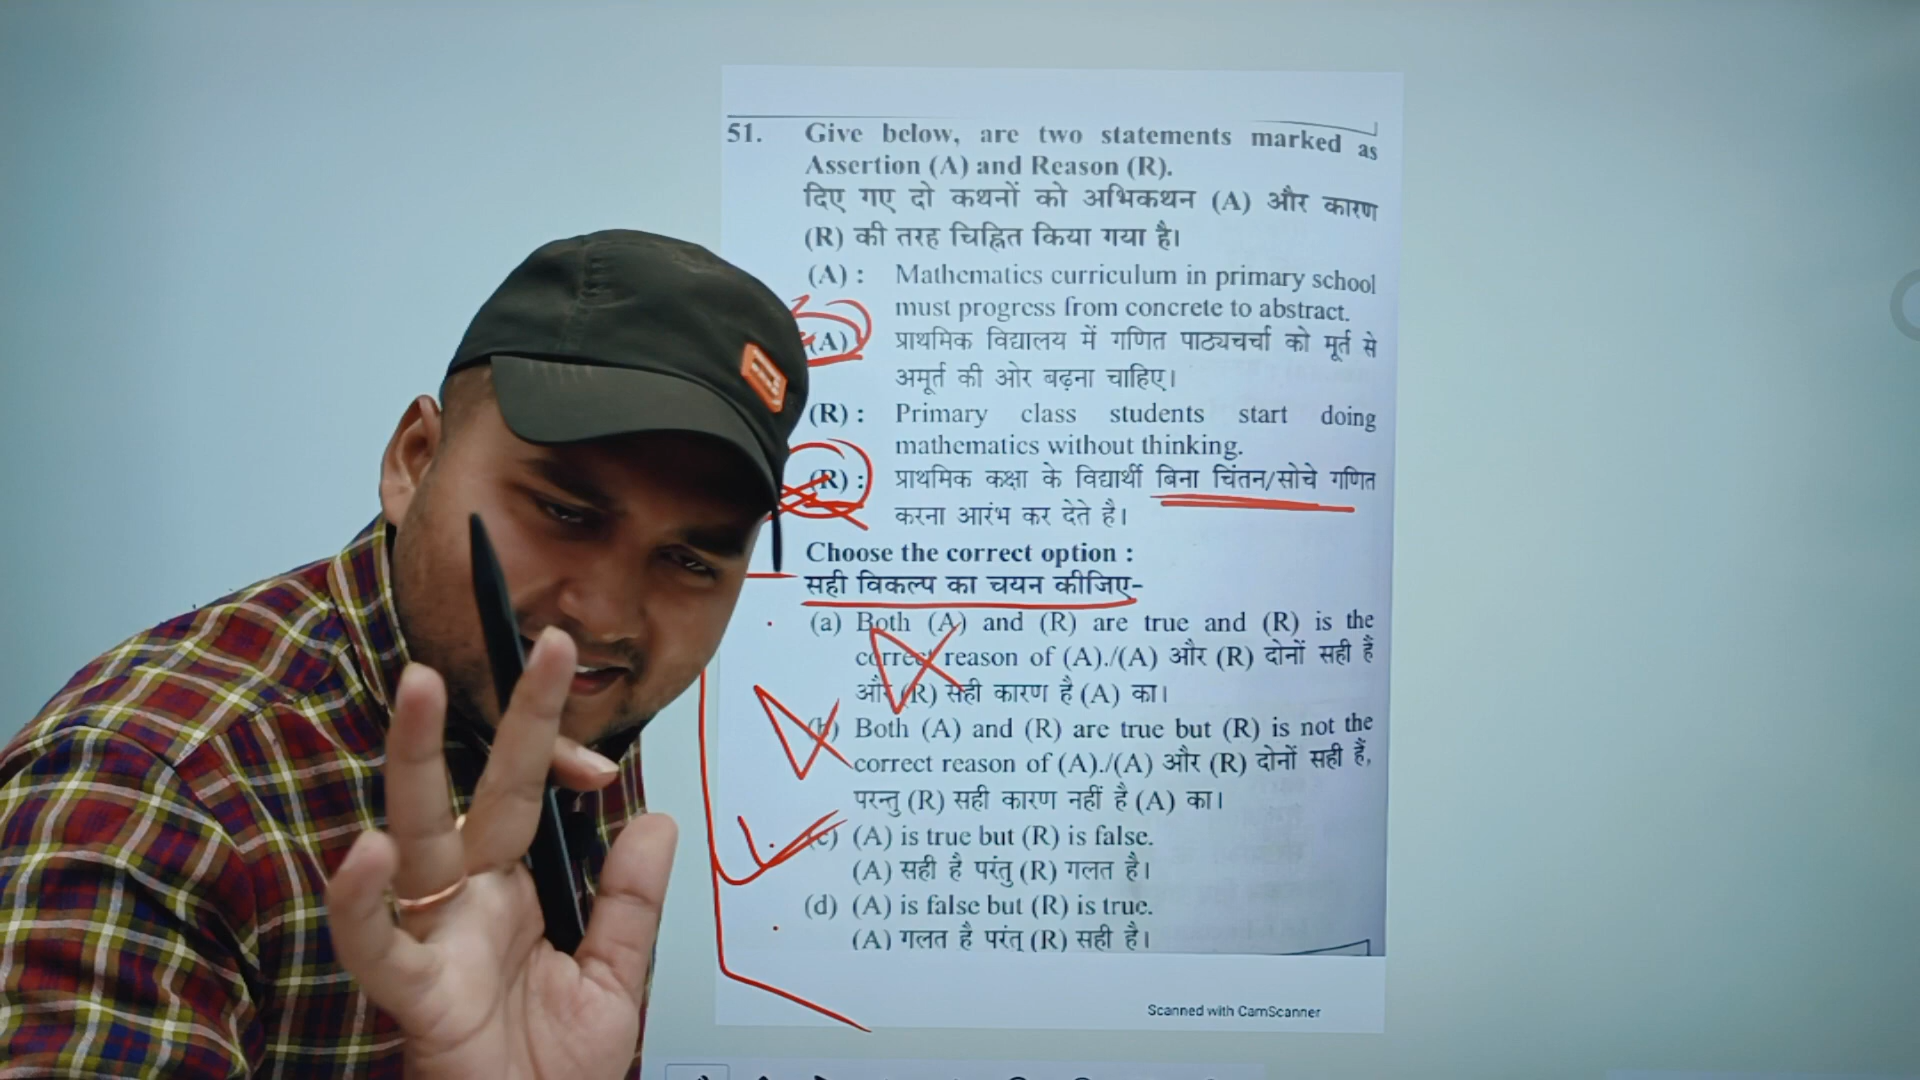 51. Give below, are two statements marked as
Assertion (A) and Reason (R).
दिए गए दो कथनों को अभिकथन (A) और कारण
(R) की तरह चिह्नित किया गया है।
(A) : Mathematics curriculum in primary school
must progress from concrete to abstract.
(A) प्राथमिक विद्यालय में गणित पाठ्यचर्चा को मूर्त से
अमूर्त की ओर बढ़ना चाहिए।
(R) : Primary class students start doing
mathematics without thinking.
(R) : प्राथमिक कक्षा के विद्यार्थी बिना चिंतन/सोचे गणित
करना आरंभ कर देते है।
Choose the correct option :
सही विकल्प का चयन कीजिए-
(a) Both (A) and (R) are true and (R) is the
correct reason of (A)./(A) और (R) दोनों सही हैं
और (R) सही कारण है (A) का।
(b) Both (A) and (R) are true but (R) is not the
correct reason of (A)./(A) और (R) दोनों सही हैं,
परन्तु (R) सही कारण नहीं है (A) का।
(c) (A) is true but (R) is false.
(A) सही है परंतु (R) गलत है।
(d) (A) is false but (R) is true.
(A) गलत है परंतु (R) सही है।
Scanned with CamScanner